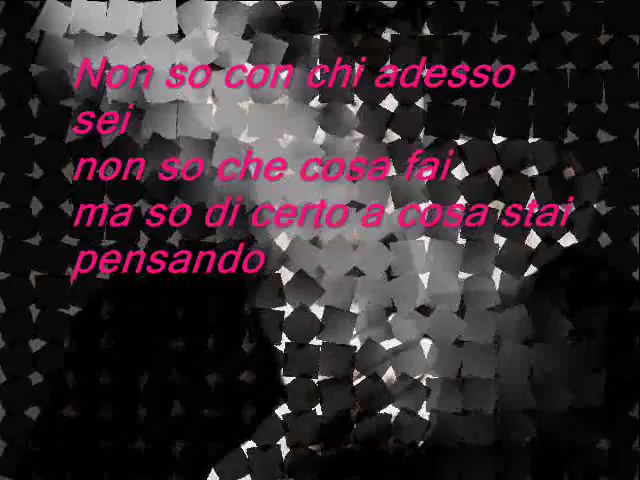 Non so con chi adesso
sei
non so che cosa fai
ma so di certo a cosa stai
pensando